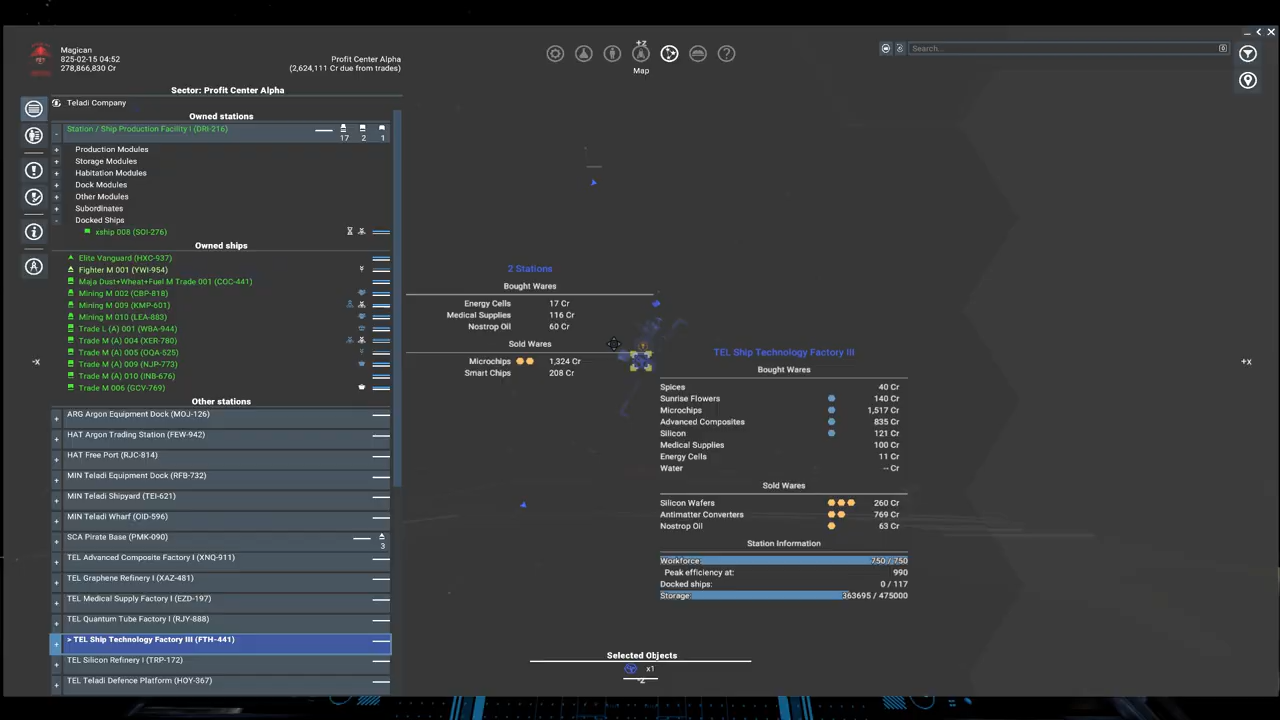 Magican
825-02-15 04:52
278,866,830 Cr
Profit Center Alpha
(2,624,111 Cr due from trades)
+Z
Map
Search...
Sector: Profit Center Alpha
Teladi Company
Owned stations
- Station / Ship Production Facility I (DRI-216) 17 2 1
+ Production Modules
+ Storage Modules
+ Habitation Modules
+ Dock Modules
+ Other Modules
+ Subordinates
- Docked Ships
xship 008 (SOI-276)
Owned ships
Elite Vanguard (HXC-937)
Fighter M 001 (YWI-954)
Maja Dust+Wheat+Fuel M Trade 001 (COC-441)
Mining M 002 (CBP-818)
Mining M 009 (KMP-601)
Mining M 010 (LEA-883)
Trade L (A) 001 (WBA-944)
Trade M (A) 004 (XER-780)
Trade M (A) 005 (OQA-525)
Trade M (A) 009 (NJP-773)
Trade M (A) 010 (INB-676)
Trade M 006 (GCV-769)
Other stations
+ ARG Argon Equipment Dock (MOJ-126)
+ HAT Argon Trading Station (FEW-942)
+ HAT Free Port (RJC-814)
+ MIN Teladi Equipment Dock (RFB-732)
+ MIN Teladi Shipyard (TEI-621)
+ MIN Teladi Wharf (OID-596)
+ SCA Pirate Base (PMK-090) 3
+ TEL Advanced Composite Factory I (XNQ-911)
+ TEL Graphene Refinery I (XAZ-481)
+ TEL Medical Supply Factory I (EZD-197)
+ TEL Quantum Tube Factory I (RJY-888)
+ > TEL Ship Technology Factory III (FTH-441)
+ TEL Silicon Refinery I (TRP-172)
+ TEL Teladi Defence Platform (HOY-367)
-X
+X
2 Stations
Bought Wares
Energy Cells 17 Cr
Medical Supplies 116 Cr
Nostrop Oil 60 Cr
Sold Wares
Microchips 1,324 Cr
Smart Chips 208 Cr
TEL Ship Technology Factory III
Bought Wares
Spices 40 Cr
Sunrise Flowers 140 Cr
Microchips 1,517 Cr
Advanced Composites 835 Cr
Silicon 121 Cr
Medical Supplies 100 Cr
Energy Cells 11 Cr
Water -- Cr
Sold Wares
Silicon Wafers 260 Cr
Antimatter Converters 769 Cr
Nostrop Oil 63 Cr
Station Information
Workforce: 750 / 750
Peak efficiency at: 990
Docked ships: 0 / 117
Storage: 363695 / 475000
Selected Objects
x1
-Z